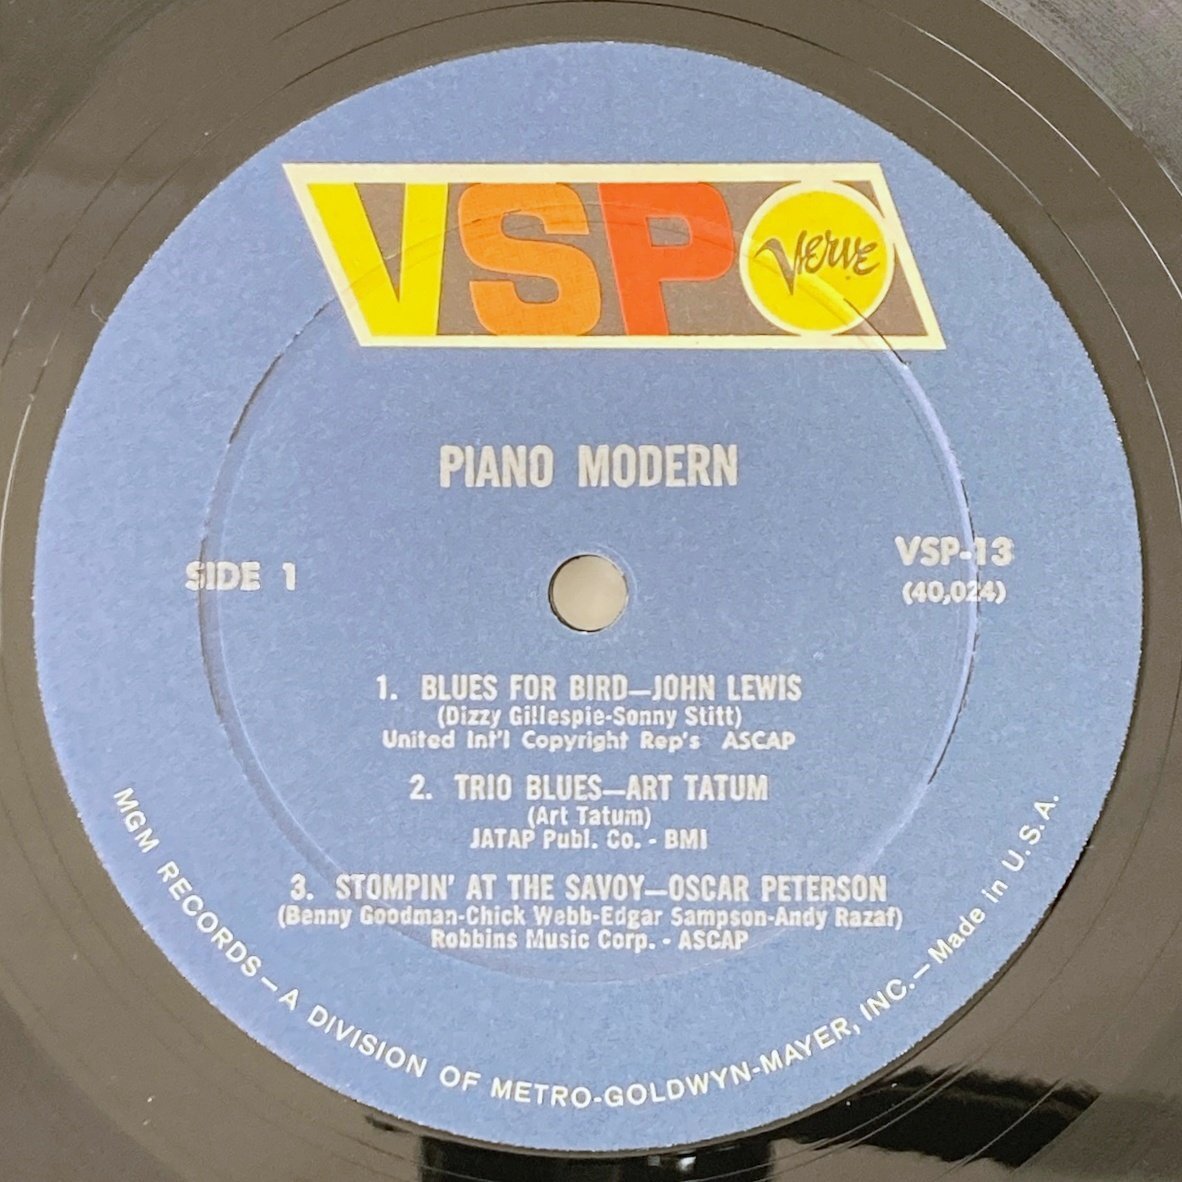 VSP Verve
PIANO MODERN
SIDE 1
VSP-13
(40,024)
1. BLUES FOR BIRD—JOHN LEWIS
(Dizzy Gillespie-Sonny Stitt)
United Int'l Copyright Rep's ASCAP
2. TRIO BLUES—ART TATUM
(Art Tatum)
JATAP Publ. Co. - BMI
3. STOMPIN' AT THE SAVOY—OSCAR PETERSON
(Benny Goodman-Chick Webb-Edgar Sampson-Andy Razaf)
Robbins Music Corp. - ASCAP
MGM RECORDS — A DIVISION OF METRO-GOLDWYN-MAYER, INC. — Made in U.S.A.